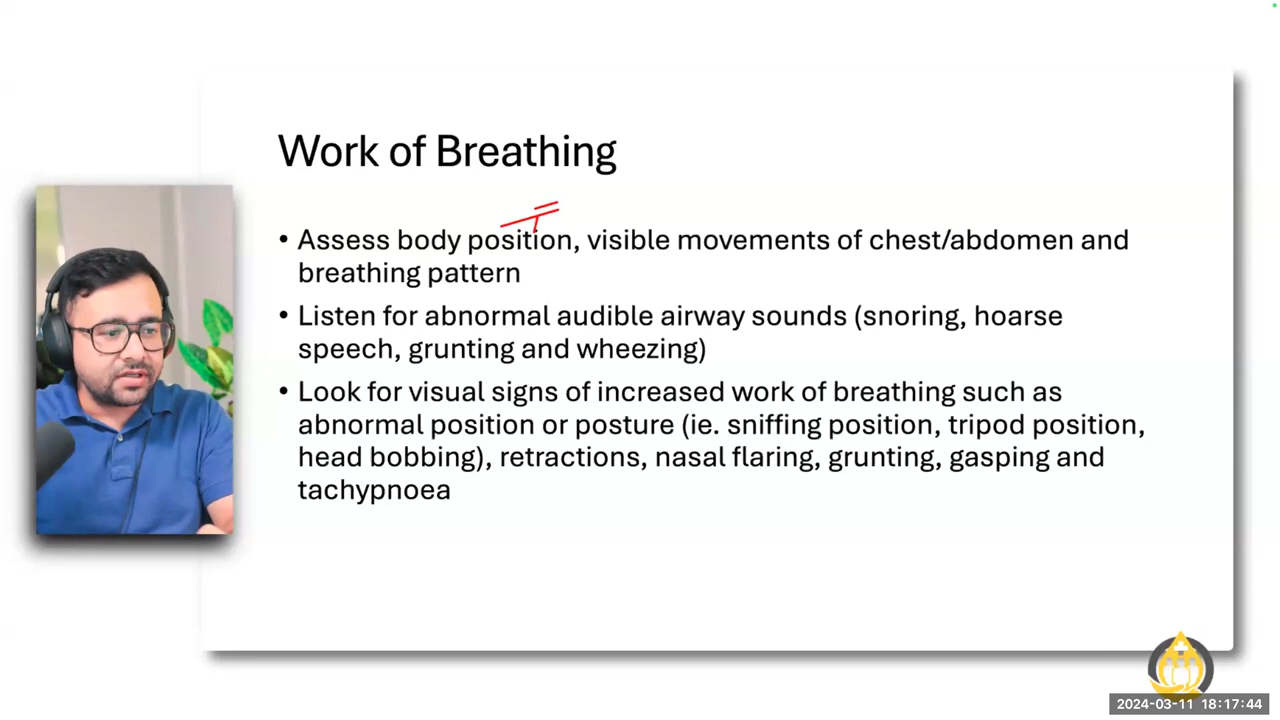 Work of Breathing
• Assess body position, visible movements of chest/abdomen and
breathing pattern
• Listen for abnormal audible airway sounds (snoring, hoarse
speech, grunting and wheezing)
• Look for visual signs of increased work of breathing such as
abnormal position or posture (ie. sniffing position, tripod position,
head bobbing), retractions, nasal flaring, grunting, gasping and
tachypnoea
2024-03-11 18:17:44